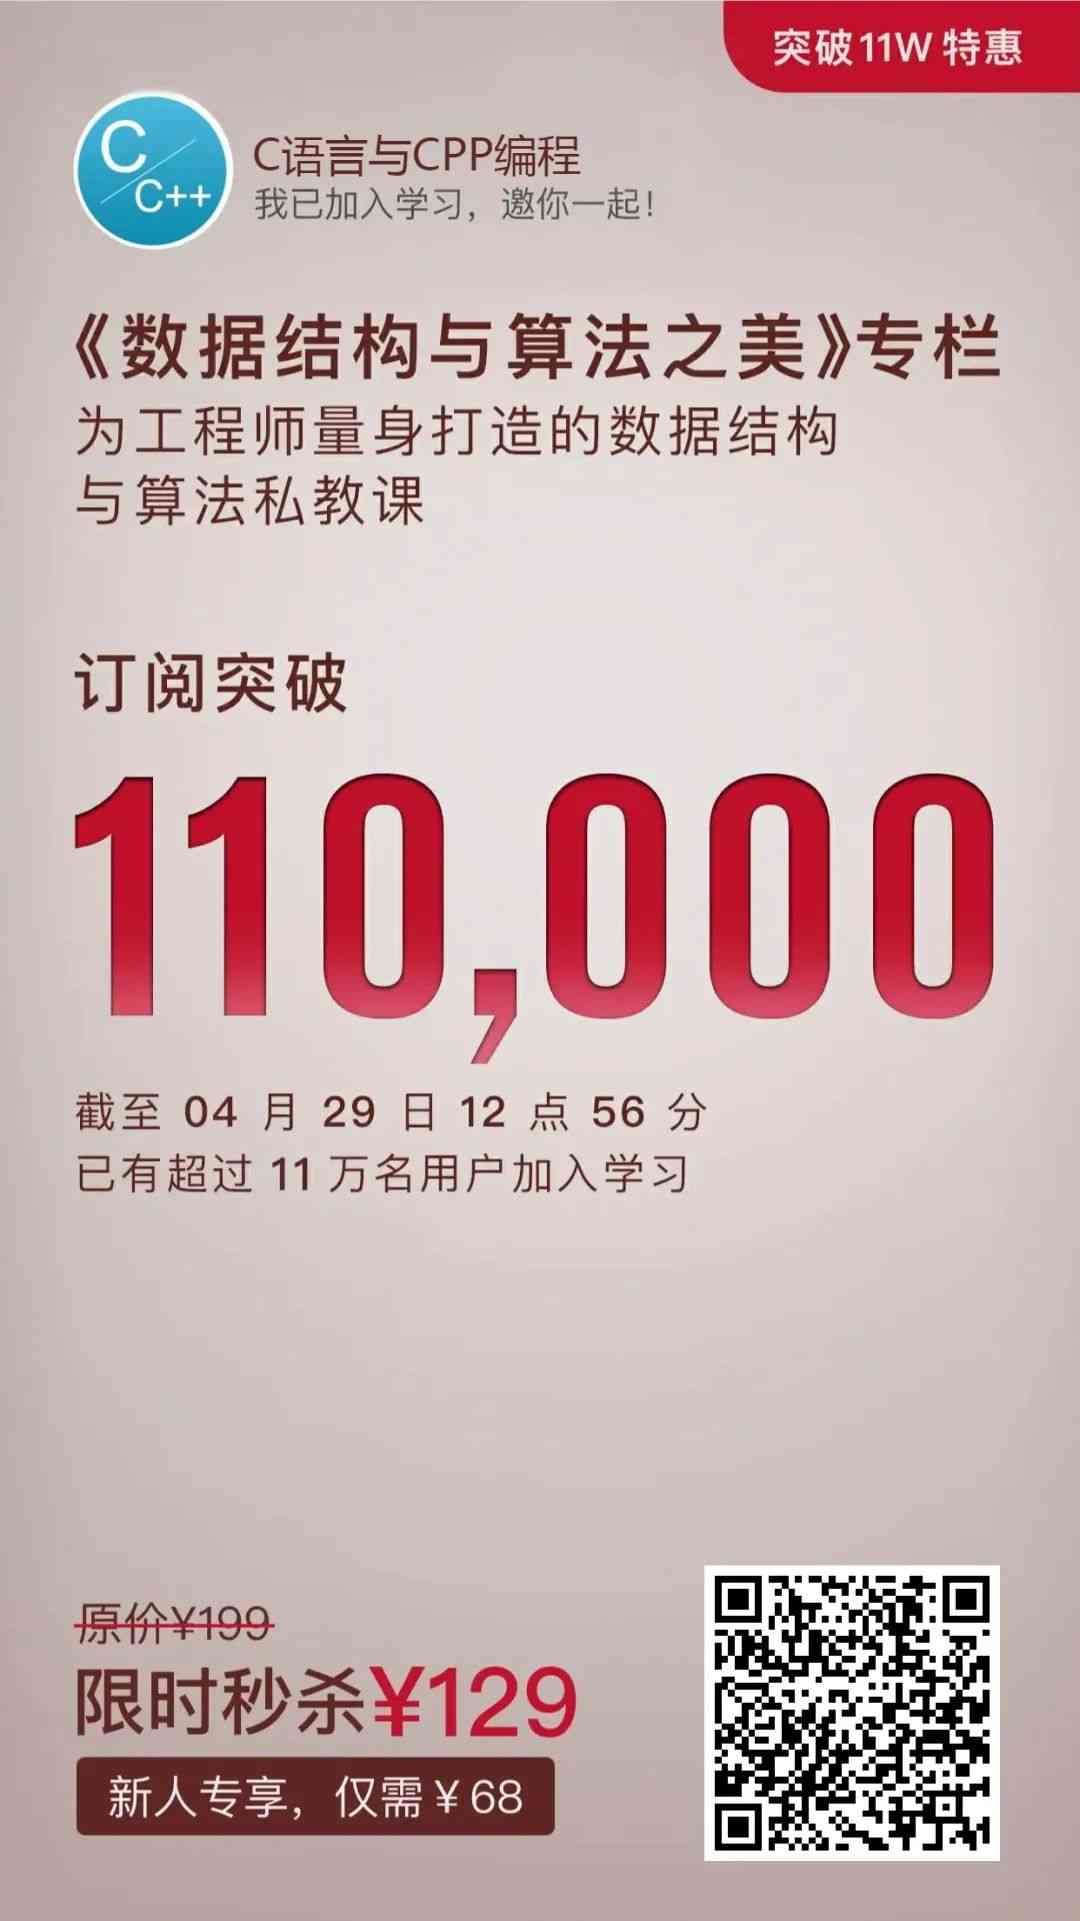 突破11W 特惠
C
C++
C语言与CPP编程
我已加入学习，邀你一起！
《数据结构与算法之美》专栏
为工程师量身打造的数据结构
与算法私教课
订阅突破
110,000
截至 04 月 29 日 12 点 56 分
已有超过 11 万名用户加入学习
原价¥199
限时秒杀¥129
新人专享，仅需¥68